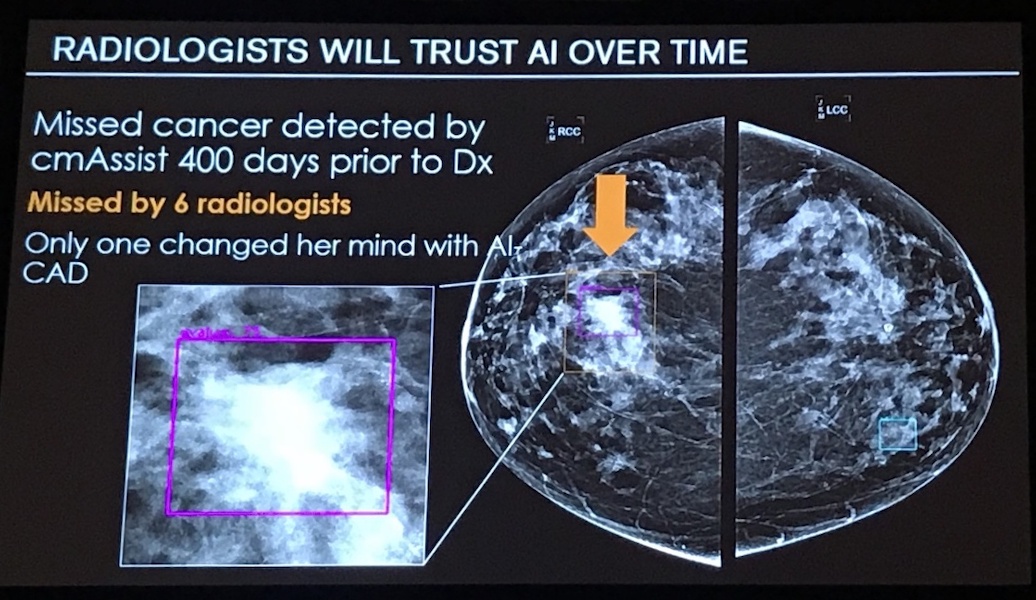 RADIOLOGISTS WILL TRUST AI OVER TIME
Missed cancer detected by
cmAssist 400 days prior to Dx
Missed by 6 radiologists
Only one changed her mind with AI-
CAD
J
K
M
RCC
J
K
M
LCC